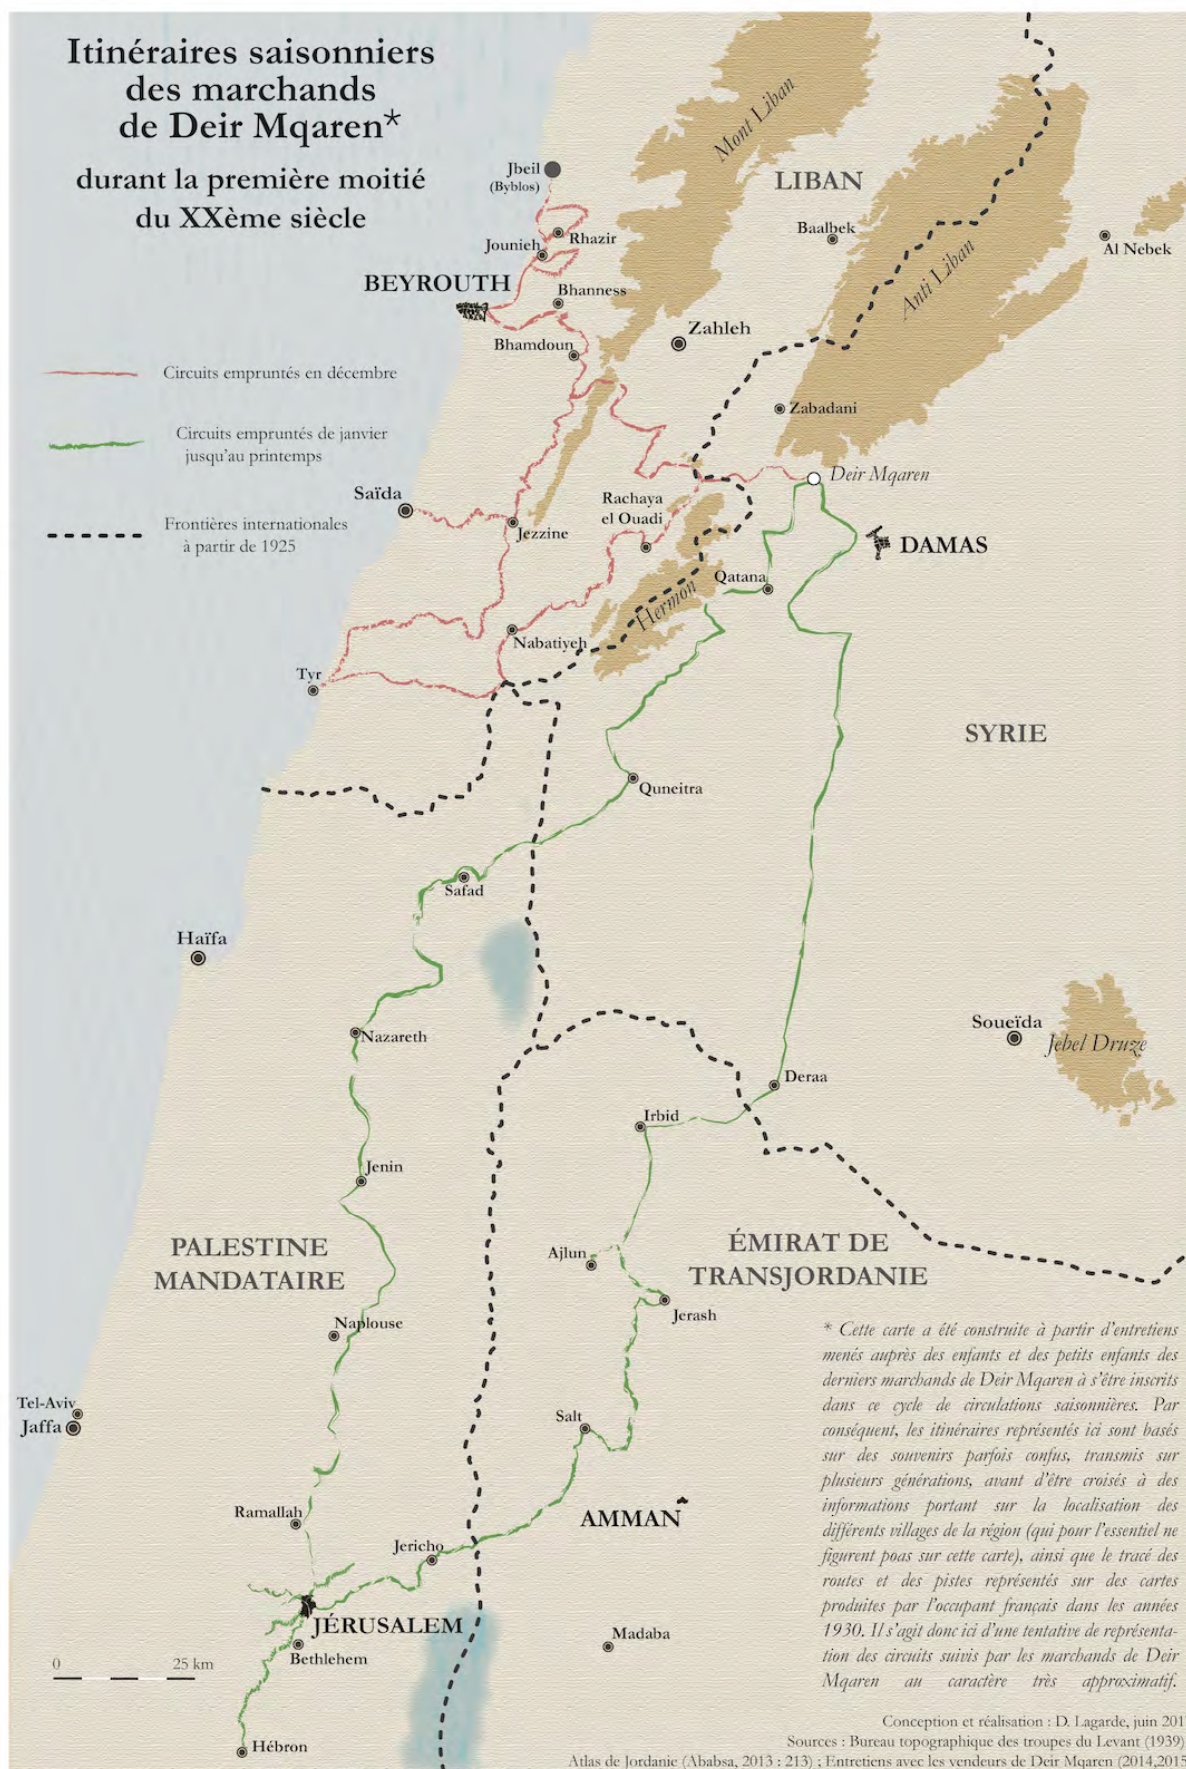 Itinéraires saisonniers
des marchands
de Deir Mqaren*
durant la première moitié
du XXème siècle
Mont Liban
Jbeil
(Byblos)
LIBAN
Rhazir
Baalbek
Jounieh
Al Nebek
Anti Liban
BEYROUTH
Bhanness
Zahleh
Bhamdoun
Circuits empruntés en décembre
Zabadani
Circuits empruntés de janvier
jusqu'au printemps
Deir Mqaren
Saïda
Rachaya
el Ouadi
Frontières internationales
à partir de 1925
Jezzine
DAMAS
Qatana
Hermon
Nabatiyeh
Tyr
SYRIE
Quneitra
Safad
Haïfa
Soueïda
Nazareth
Jebel Druze
Deraa
Irbid
Jenin
PALESTINE
MANDATAIRE
Ajlun
ÉMIRAT DE
TRANSJORDANIE
Jerash
Naplouse
* Cette carte a été construite à partir d'entretiens
menés auprès des enfants et des petits enfants des
derniers marchands de Deir Mqaren à s'être inscrits
dans ce cycle de circulations saisonnières. Par
conséquent, les itinéraires représentés ici sont basés
sur des souvenirs parfois confus, transmis sur
plusieurs générations, avant d'être croisés à des
informations portant sur la localisation des
différents villages de la région (qui pour l'essentiel ne
figurent poas sur cette carte), ainsi que le tracé des
routes et des pistes représentés sur des cartes
produites par l'occupant français dans les années
1930. Il s'agit donc ici d'une tentative de représenta-
tion des circuits suivis par les marchands de Deir
Mqaren au caractère très approximatif.
Tel-Aviv
Jaffa
Salt
Ramallah
AMMAN
Jericho
JÉRUSALEM
Madaba
Bethlehem
0 25 km
Hébron
Conception et réalisation : D. Lagarde, juin 201
Sources : Bureau topographique des troupes du Levant (1939)
Atlas de Jordanie (Ababsa, 2013 : 213) ; Entretiens avec les vendeurs de Deir Mqaren (2014,2015